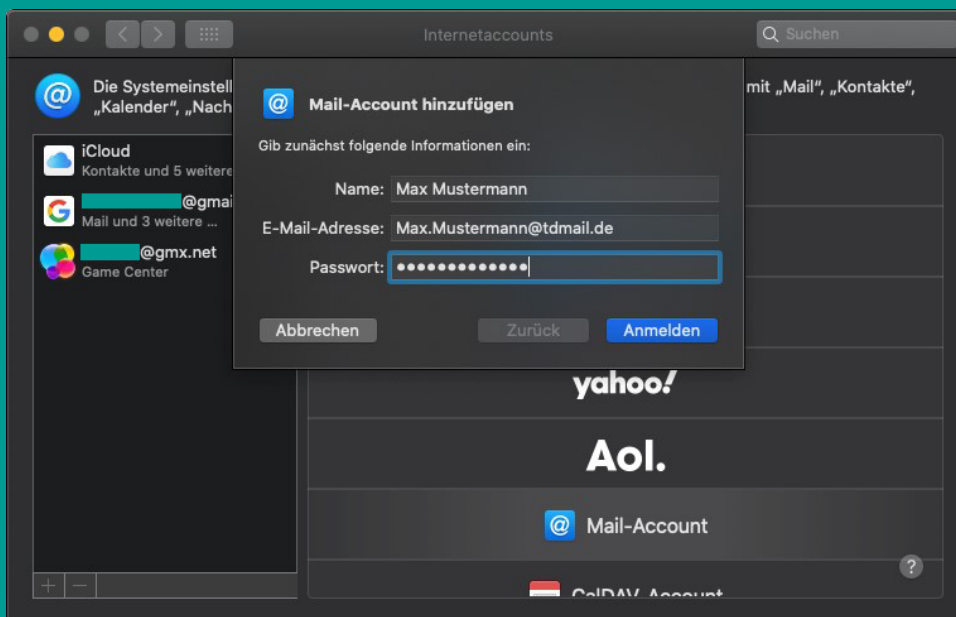 Internetaccounts
Suchen
Die Systemeinstell
„Kalender“, „Nach
mit „Mail“, „Kontakte“,
iCloud
Kontakte und 5 weitere
@gmai
Mail und 3 weitere ...
@gmx.net
Game Center
Mail-Account hinzufügen
Gib zunächst folgende Informationen ein:
Name: Max Mustermann
E-Mail-Adresse: Max.Mustermann@tdmail.de
Passwort: •••••••••••••
Abbrechen Zurück Anmelden
yahoo!
Aol.
Mail-Account
?
CalDAV-Account